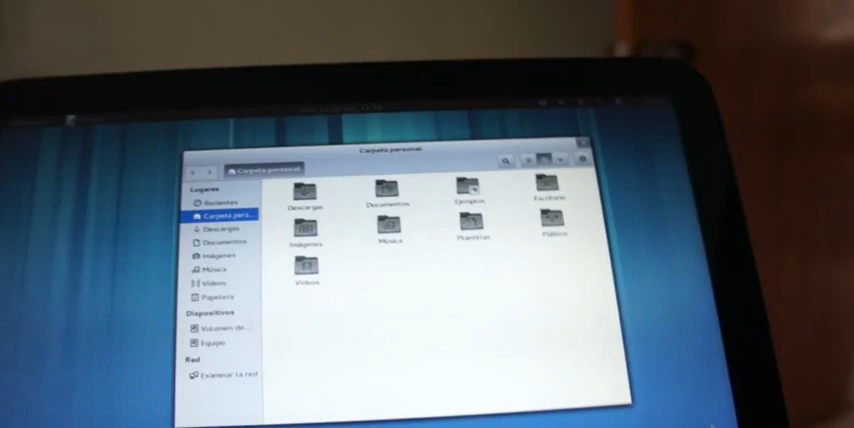 Carpeta personal
Carpeta personal
Lugares
Recientes
Carpeta pers...
Descargas
Documentos
Imágenes
Música
Vídeos
Papelera
Dispositivos
Volumen de...
Equipo
Red
Examinar la red
Descargas
Documentos
Ejemplos
Escritorio
Imágenes
Música
Plantillas
Público
Vídeos